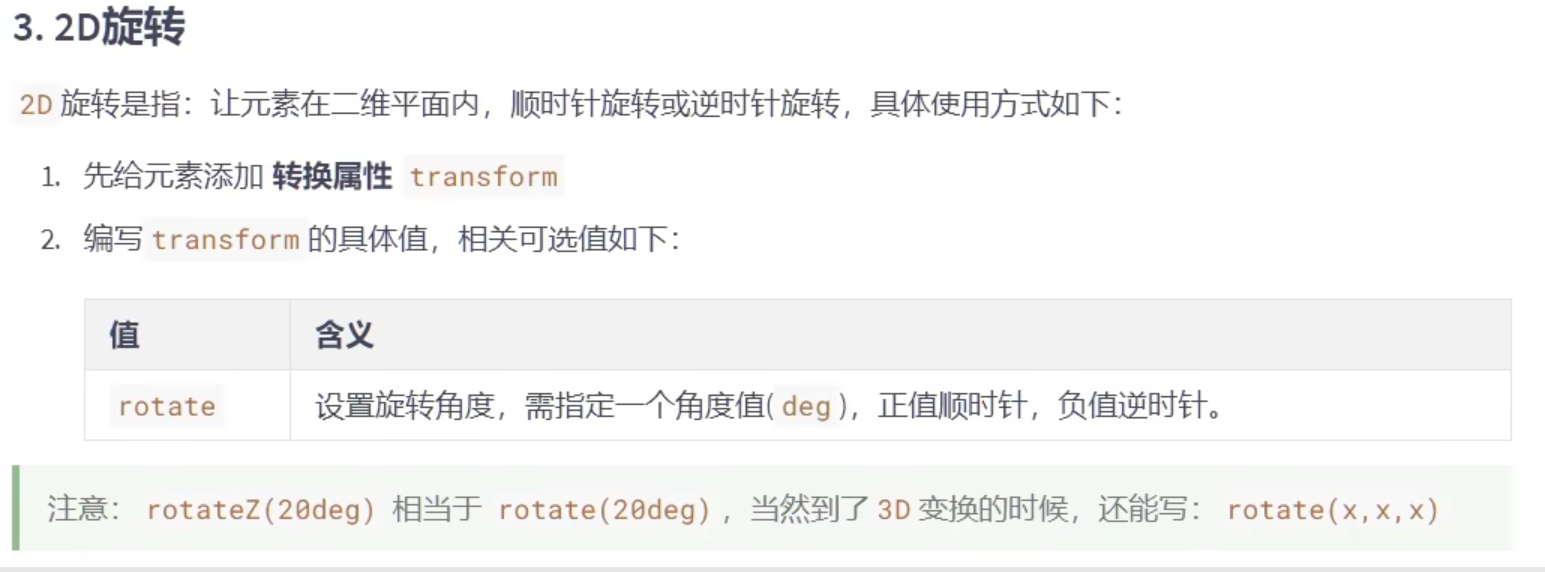 3. 2D旋转
2D 旋转是指：让元素在二维平面内，顺时针旋转或逆时针旋转，具体使用方式如下：
1. 先给元素添加 转换属性 transform
2. 编写 transform 的具体值，相关可选值如下：
值 含义
rotate 设置旋转角度，需指定一个角度值( deg )，正值顺时针，负值逆时针。
注意： rotateZ(20deg) 相当于 rotate(20deg) ，当然到了 3D 变换的时候，还能写： rotate(x,x,x)